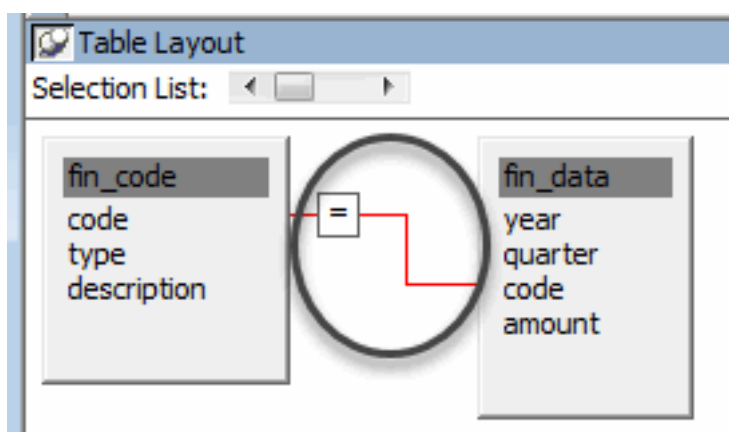 Table Layout
Selection List:
fin_code
code
type
description
=
fin_data
year
quarter
code
amount